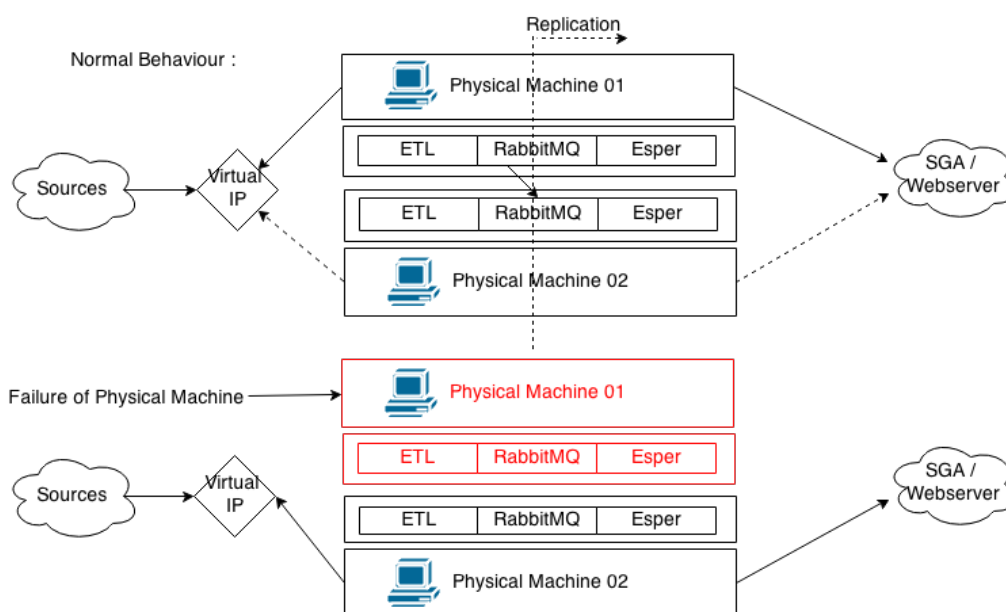 Replication
Normal Behaviour :
Physical Machine 01
ETL RabbitMQ Esper
Sources
Virtual
IP
SGA /
Webserver
ETL RabbitMQ Esper
Physical Machine 02
Failure of Physical Machine
Physical Machine 01
ETL RabbitMQ Esper
Sources
Virtual
IP
SGA /
Webserver
ETL RabbitMQ Esper
Physical Machine 02